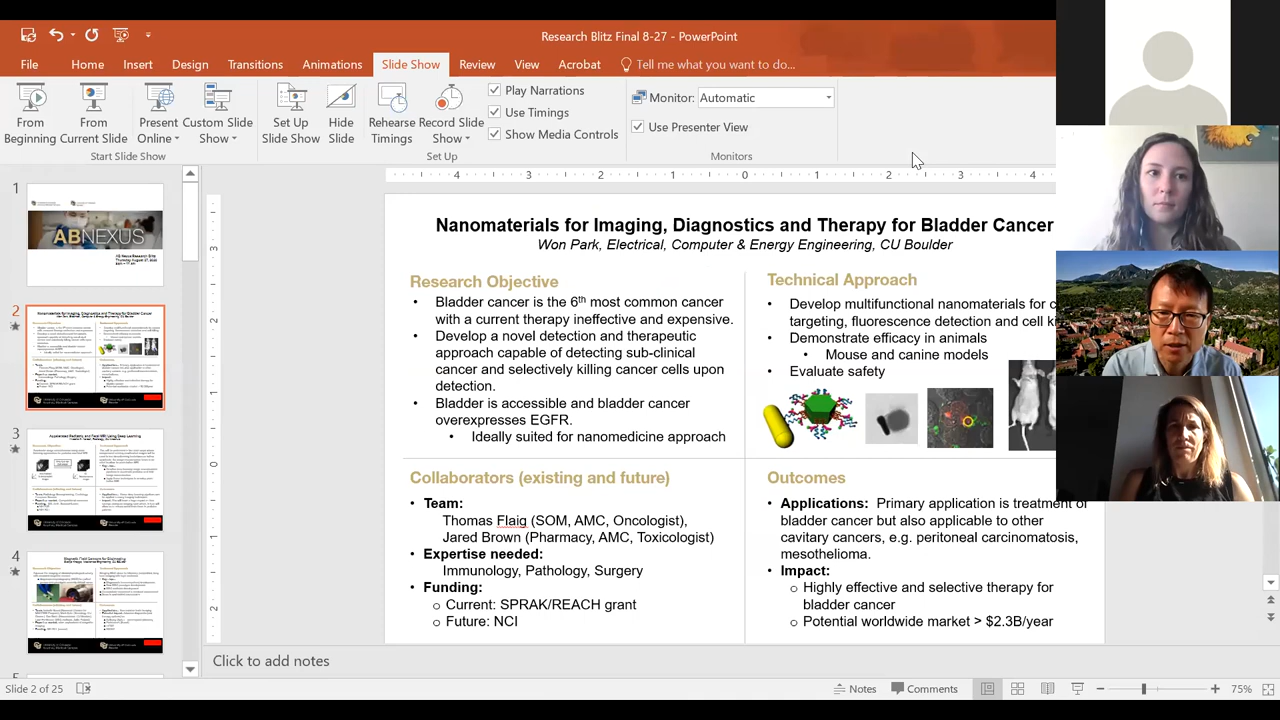 Research Blitz Final 8-27 - PowerPoint
File Home Insert Design Transitions Animations Slide Show Review View Acrobat Tell me what you want to do...
From Beginning
From Current Slide
Present Online
Custom Slide Show
Start Slide Show
Set Up Slide Show
Hide Slide
Rehearse Timings
Record Slide Show
Play Narrations
Use Timings
Show Media Controls
Set Up
Monitor: Automatic
Use Presenter View
Monitors
1
ABNEXUS
2
3
4
Nanomaterials for Imaging, Diagnostics and Therapy for Bladder Cancer
Won Park, Electrical, Computer & Energy Engineering, CU Boulder
Research Objective
• Bladder cancer is the 6th most common cancer
with a current therapy ineffective and expensive.
• Develop a novel detection and therapeutic
approach capable of detecting sub-clinical
cancer and selectively killing cancer cells upon
detection.
• Bladder is accessible and bladder cancer
overexpresses EGFR.
• Ideally suited for nanomedicine approach
Technical Approach
• Develop multifunctional nanomaterials for c
targeting, fluorescence detection and cell k
Demonstrate efficacy in animals
Mouse and canine models
Evaluate safety
Collaborators (existing and future)
• Team:
Thomas Flaig (SOM, AMC, Oncologist),
Jared Brown (Pharmacy, AMC, Toxicologist)
• Expertise needed:
Immunology, Pathology, Surgery
• Funding:
○ Current: CCRAV/REACH grant
○ Future: NCI
Outcomes
• Applications: Primary application is treatment of
bladder cancer but also applicable to other
cavitary cancers, e.g. peritoneal carcinomatosis,
mesothelioma.
• Impact:
○ Highly effective and selective therapy for
bladder cancer
○ Potential worldwide market > $2.3B/year
Click to add notes
Slide 2 of 25 Notes Comments 75%